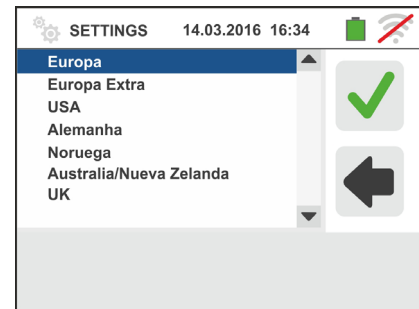 SETTINGS 14.03.2016 16:34
Europa
Europa Extra
USA
Alemanha
Noruega
Australia/Nueva Zelanda
UK